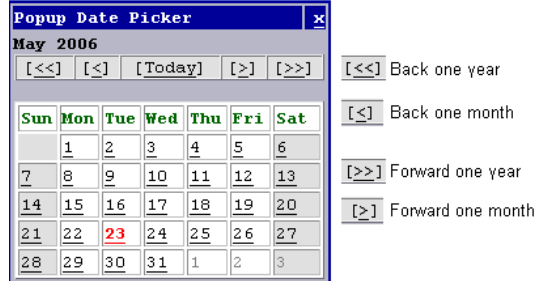 Popup Date Picker x
May 2006
[<<] [<] [Today] [>] [>>]
Sun Mon Tue Wed Thu Fri Sat
1 2 3 4 5 6
7 8 9 10 11 12 13
14 15 16 17 18 19 20
21 22 23 24 25 26 27
28 29 30 31 1 2 3
[<<] Back one year
[<] Back one month
[>>] Forward one year
[>] Forward one month